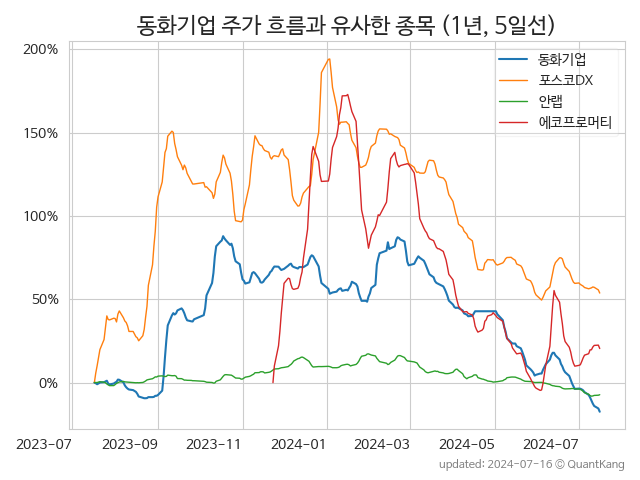 동화기업 주가 흐름과 유사한 종목 (1년, 5일선)
동화기업
포스코DX
안랩
에코프로머티
200%
150%
100%
50%
0%
2023-07
2023-09
2023-11
2024-01
2024-03
2024-05
2024-07
updated: 2024-07-16 © QuantKang